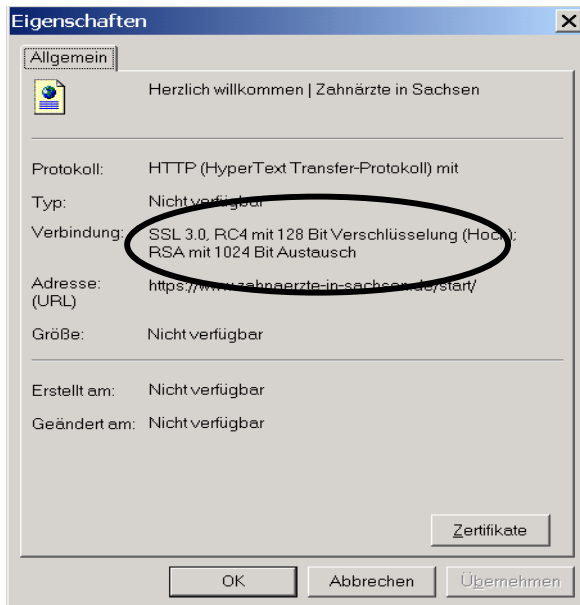 Eigenschaften
Allgemein
Herzlich willkommen | Zahnärzte in Sachsen
Protokoll: HTTP (HyperText Transfer-Protokoll) mit
Typ: Nicht verfügbar
Verbindung: SSL 3.0, RC4 mit 128 Bit Verschlüsselung (Hoch);
RSA mit 1024 Bit Austausch
Adresse: https://www.zahnaerzte-in-sachsen.de/start/
(URL)
Größe: Nicht verfügbar
Erstellt am: Nicht verfügbar
Geändert am: Nicht verfügbar
Zertifikate
OK Abbrechen Übernehmen